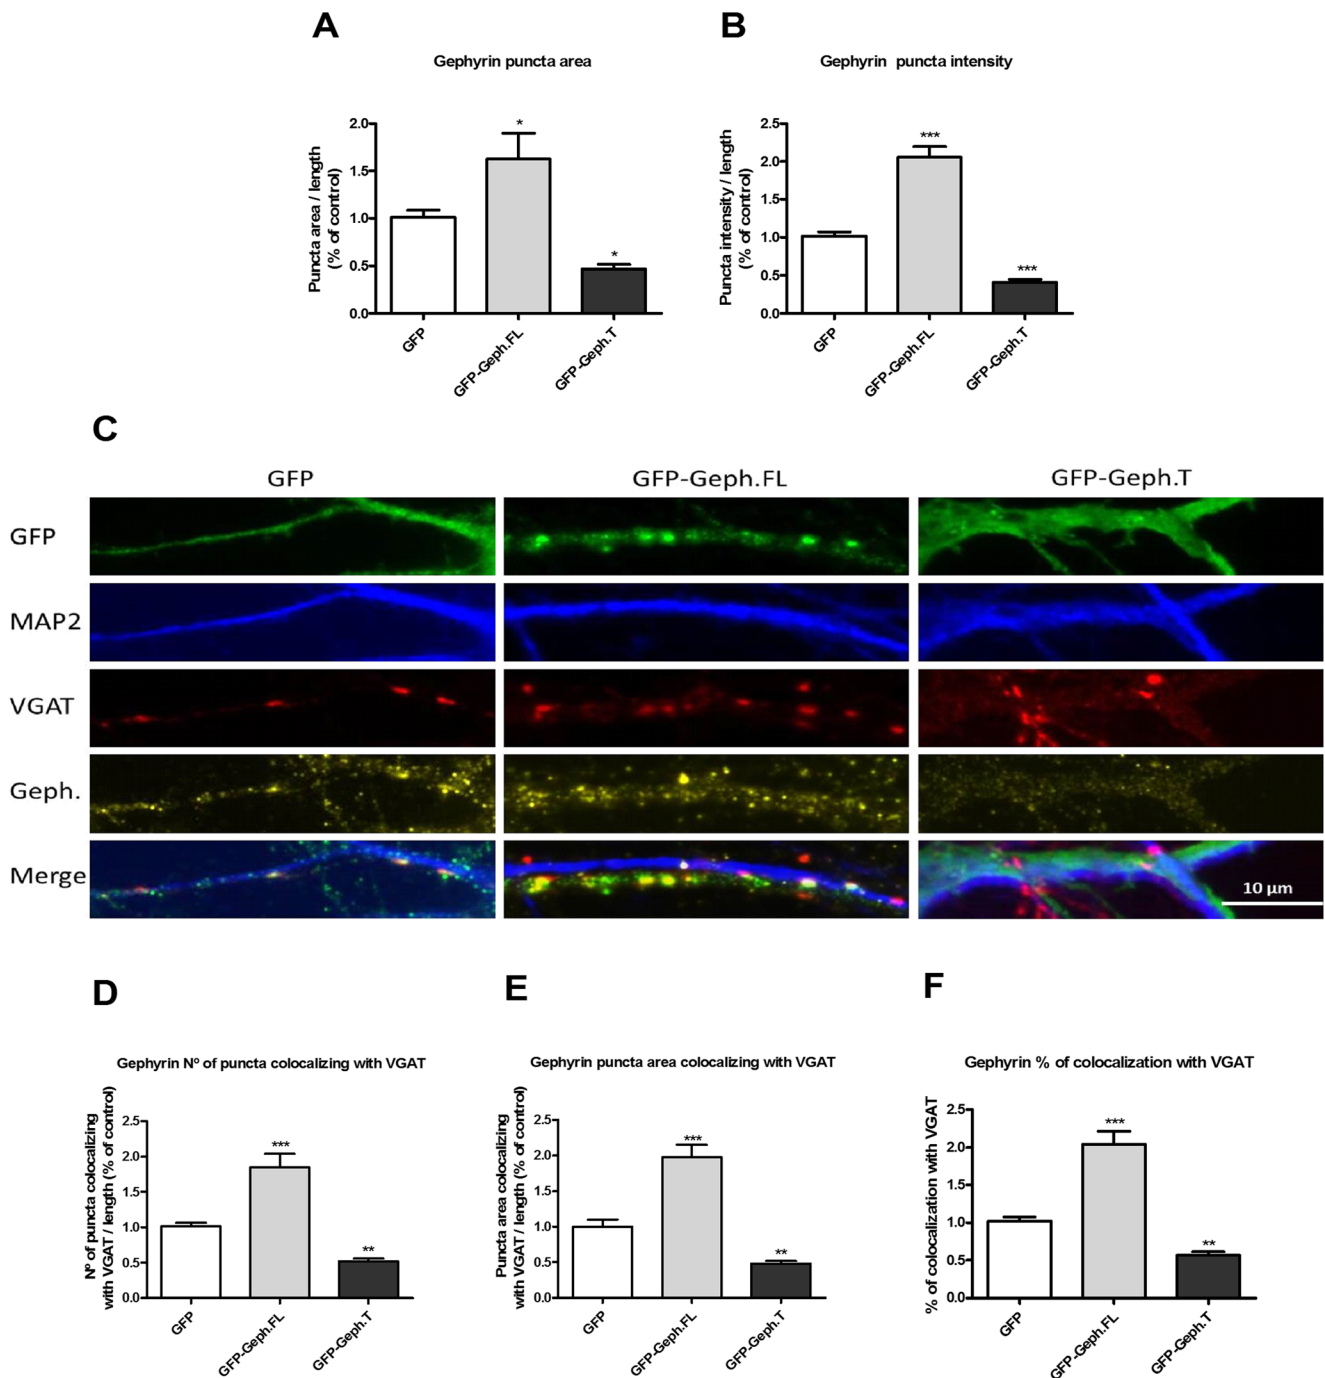 A
B
Gephyrin puncta area
Gephyrin puncta intensity
Puncta area / length
(% of control)
2.0
1.5
1.0
0.5
0.0
*
*
GFP
GFP-Geph.FL
GFP-Geph.T
Puncta intensity / length
(% of control)
2.5
2.0
1.5
1.0
0.5
0.0
***
***
GFP
GFP-Geph.FL
GFP-Geph.T
C
GFP
GFP-Geph.FL
GFP-Geph.T
GFP
MAP2
VGAT
Geph.
Merge
10 µm
D
E
F
Gephyrin Nº of puncta colocalizing with VGAT
Gephyrin puncta area colocalizing with VGAT
Gephyrin % of colocalization with VGAT
Nº of puncta colocalizing
with VGAT / length (% of control)
2.5
2.0
1.5
1.0
0.5
0.0
***
**
GFP
GFP-Geph.FL
GFP-Geph.T
Puncta area colocalizing
with VGAT / length (% of control)
2.5
2.0
1.5
1.0
0.5
0.0
***
**
GFP
GFP-Geph.FL
GFP-Geph.T
% of colocalization with VGAT
2.5
2.0
1.5
1.0
0.5
0.0
***
**
GFP
GFP-Geph.FL
GFP-Geph.T